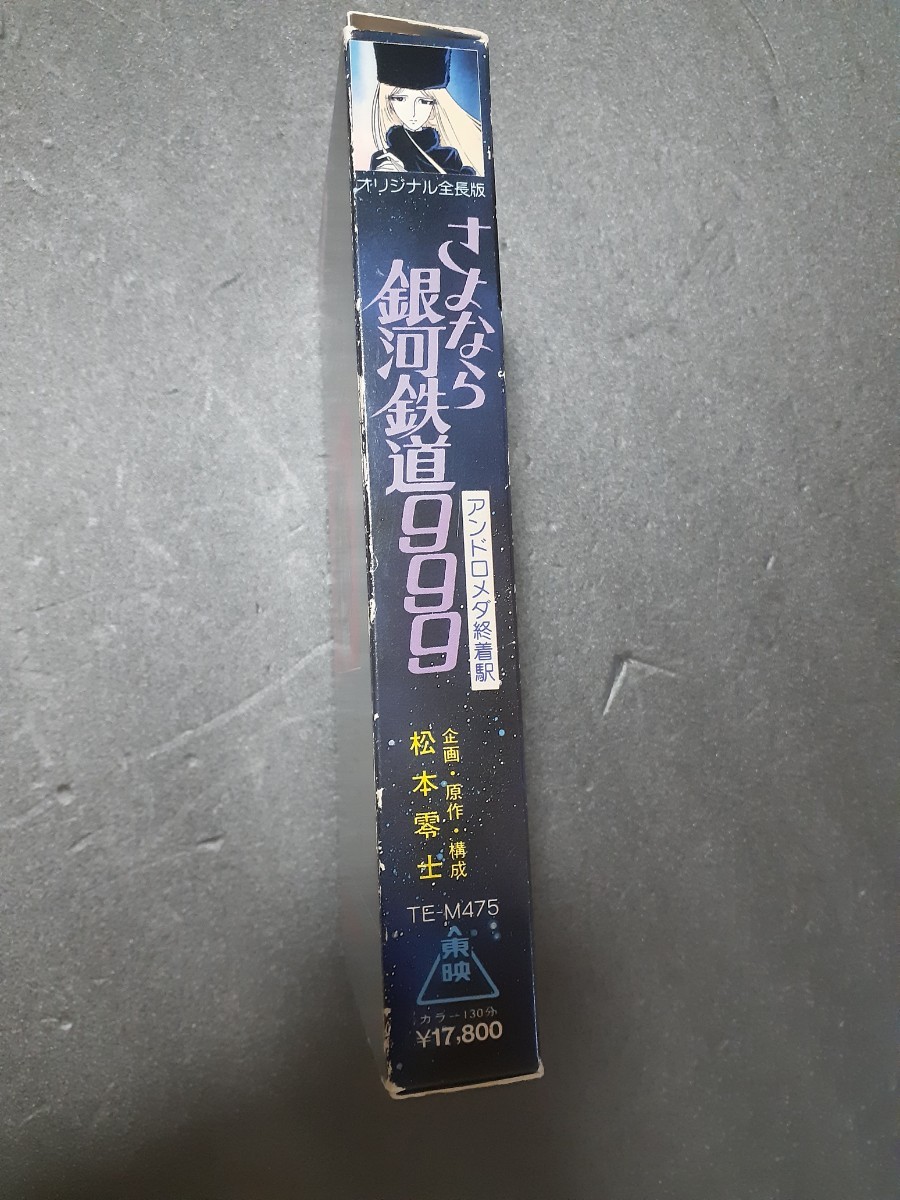 オリジナル全長版
さよなら
銀河鉄道999
アンドロメダ終着駅
企画・原作・構成
松本零士
TE-M475
東映
カラー130分
¥17,800